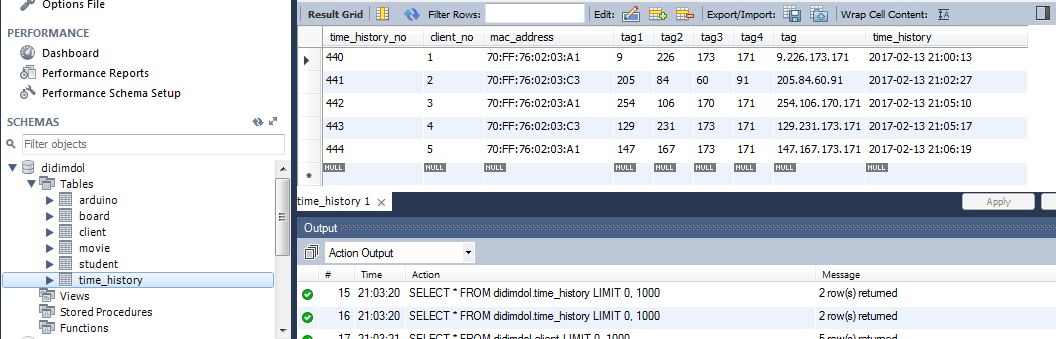 Options File
PERFORMANCE
Dashboard
Performance Reports
Performance Schema Setup
SCHEMAS
Filter objects
didimdol
Tables
arduino
board
client
movie
student
time_history
Views
Stored Procedures
Functions
Result Grid Filter Rows: Edit: Export/Import: Wrap Cell Content:
time_history_no client_no mac_address tag1 tag2 tag3 tag4 tag time_history
440 1 70:FF:76:02:03:A1 9 226 173 171 9.226.173.171 2017-02-13 21:00:13
441 2 70:FF:76:02:03:C3 205 84 60 91 205.84.60.91 2017-02-13 21:02:27
442 3 70:FF:76:02:03:A1 254 106 170 171 254.106.170.171 2017-02-13 21:05:10
443 4 70:FF:76:02:03:C3 129 231 173 171 129.231.173.171 2017-02-13 21:05:17
444 5 70:FF:76:02:03:A1 147 167 173 171 147.167.173.171 2017-02-13 21:06:19
NULL NULL NULL NULL NULL NULL NULL NULL NULL
time_history 1 Apply
Output
Action Output
# Time Action Message
15 21:03:20 SELECT * FROM didimdol.time_history LIMIT 0, 1000 2 row(s) returned
16 21:03:20 SELECT * FROM didimdol.time_history LIMIT 0, 1000 2 row(s) returned
17 21:03:21 SELECT * FROM didimdol.client LIMIT 0, 1000 5 row(s) returned